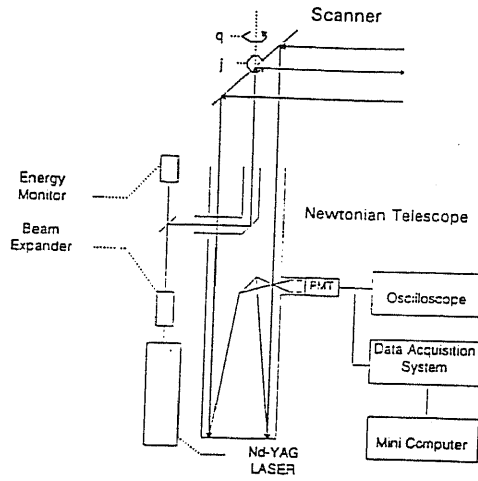 Scanner
q
j
Energy
Monitor
Newtonian Telescope
Beam
Expander
PMT
Oscilloscope
Data Acquisition
System
Mini Computer
Nd-YAG
LASER